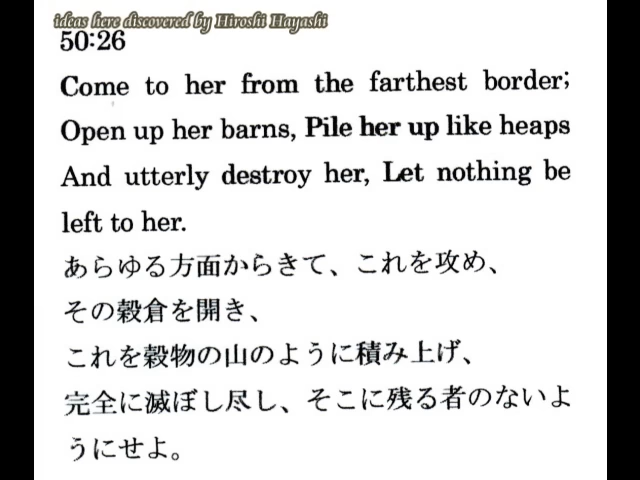 ideas here discovered by Hiroshi Hayashi
50:26
Come to her from the farthest border;
Open up her barns, Pile her up like heaps
And utterly destroy her, Let nothing be
left to her.
あらゆる方面からきて、これを攻め、
その穀倉を開き、
これを穀物の山のように積み上げ、
完全に滅ぼし尽し、そこに残る者のないよ
うにせよ。